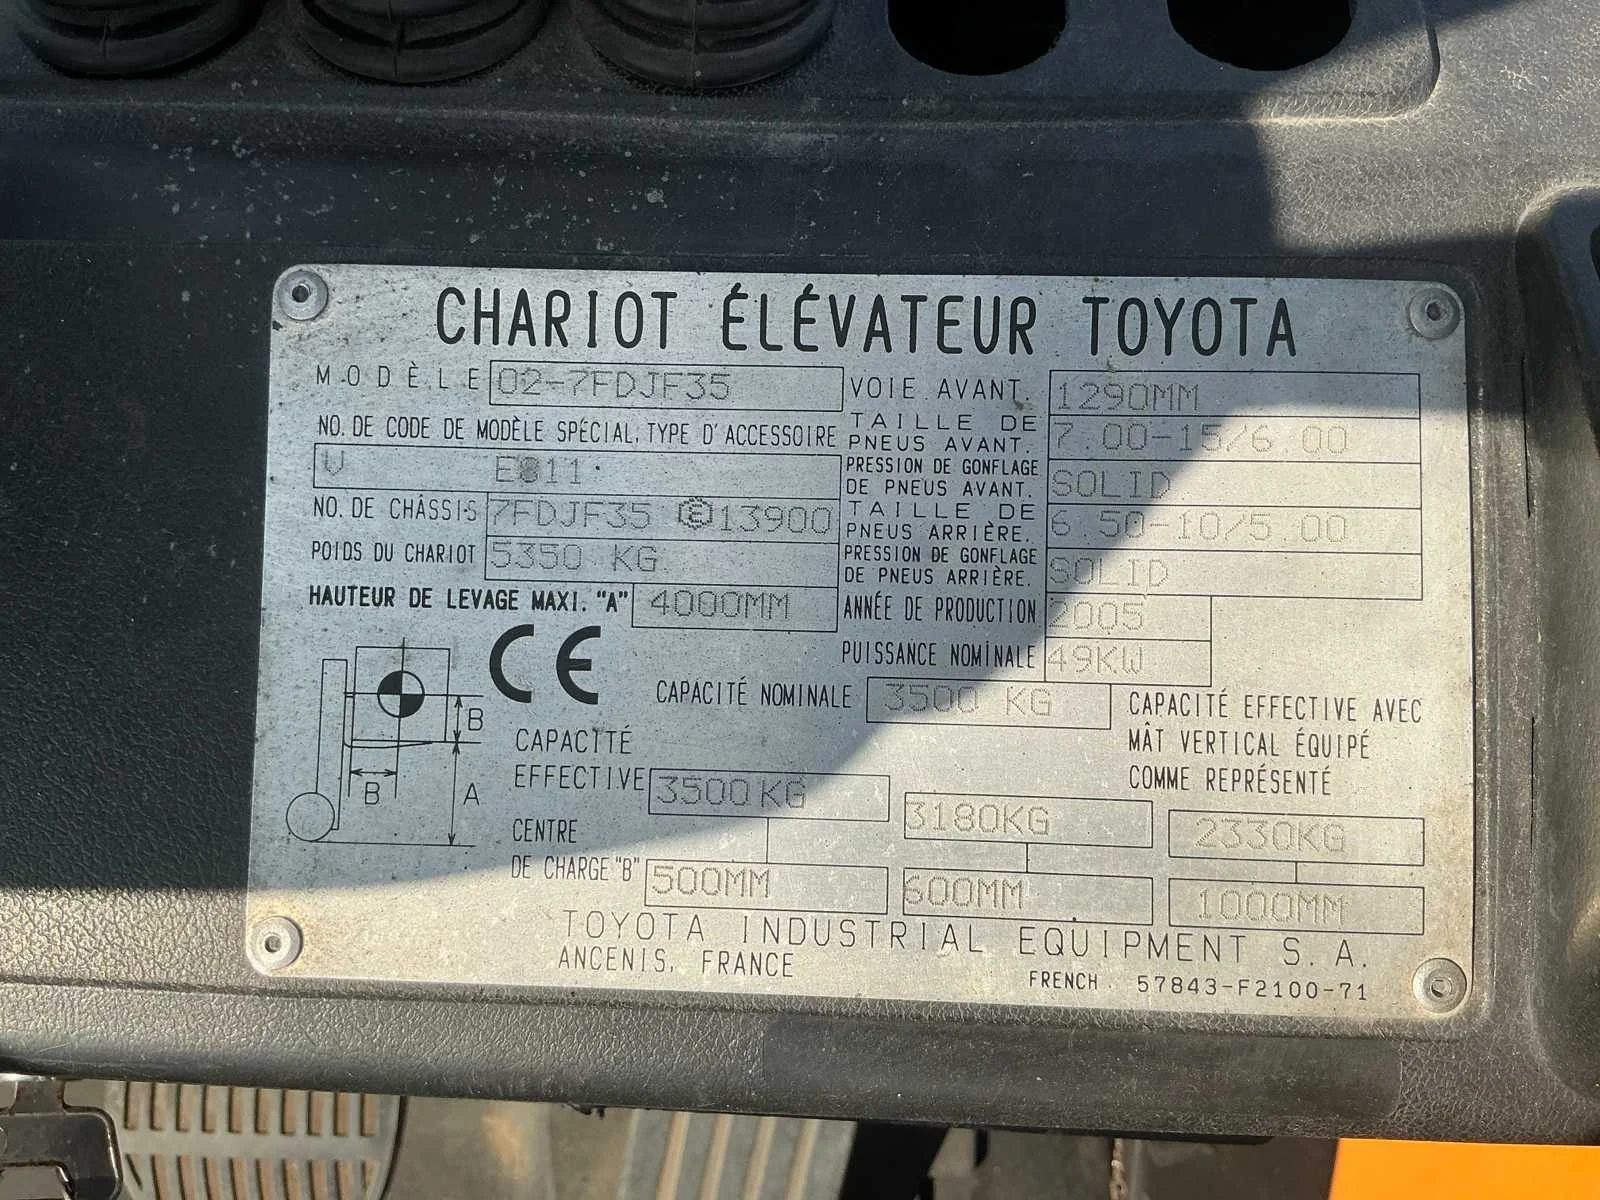 CHARIOT ÉLÉVATEUR TOYOTA
MODÈLE 02-7FDJF35
NO. DE CODE DE MODÈLE SPÉCIAL, TYPE D'ACCESSOIRE
V E811
NO. DE CHÂSSIS 7FDJF35 E 13900
POIDS DU CHARIOT 5350 KG
HAUTEUR DE LEVAGE MAXI. "A" 4000MM
VOIE AVANT. 1290MM
TAILLE DE
PNEUS AVANT. 7.00-15/6.00
PRESSION DE GONFLAGE
DE PNEUS AVANT. SOLID
TAILLE DE
PNEUS ARRIÈRE. 6.50-10/5.00
PRESSION DE GONFLAGE
DE PNEUS ARRIÈRE. SOLID
ANNÉE DE PRODUCTION 2005
PUISSANCE NOMINALE 49KW
CE
B
B
A
CAPACITÉ NOMINALE 3500 KG
CAPACITÉ EFFECTIVE AVEC
MÂT VERTICAL ÉQUIPÉ
COMME REPRÉSENTÉ
CAPACITÉ
EFFECTIVE 3500KG 3180KG 2330KG
CENTRE
DE CHARGE "B" 500MM 600MM 1000MM
TOYOTA INDUSTRIAL EQUIPMENT S.A.
ANCENIS, FRANCE
FRENCH. 57843-F2100-71